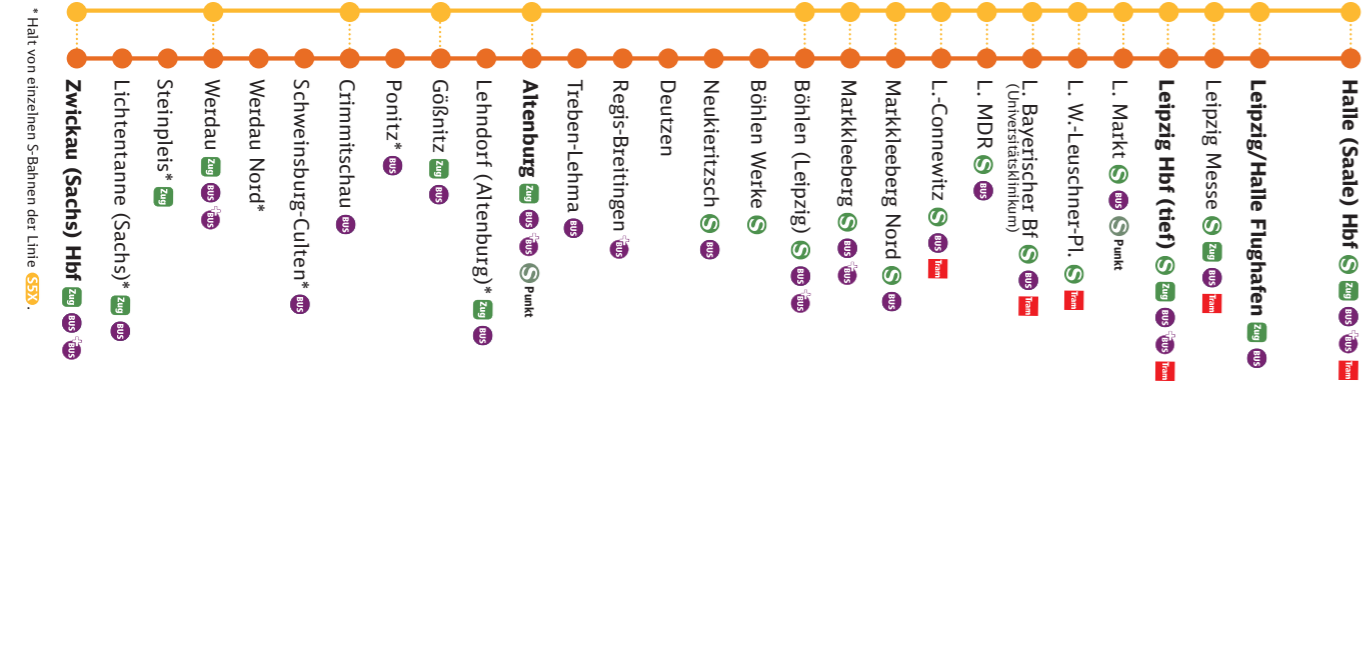 Halle (Saale) Hbf S Zug BUS +BUS Tram
Leipzig/Halle Flughafen Zug BUS
Leipzig Messe S Zug BUS Tram
Leipzig Hbf (tief) S Zug BUS +BUS Tram
L. Markt S BUS S Punkt
L. W.-Leuschner-Pl. S Tram
L. Bayerischer Bf S BUS Tram
(Universitätsklinikum)
L. MDR S BUS
L.-Connewitz S BUS Tram
Markkleeberg Nord S BUS
Markkleeberg S BUS +BUS
Böhlen (Leipzig) S BUS +BUS
Böhlen Werke S
Neukieritzsch S BUS
Deutzen
Regis-Breitingen +BUS
Treben-Lehma BUS
Altenburg Zug BUS +BUS S Punkt
Lehndorf (Altenburg)* Zug BUS
Gößnitz Zug BUS
Ponitz* BUS
Crimmitschau BUS
Schweinsburg-Culten* BUS
Werdau Nord*
Werdau Zug BUS +BUS
Steinpleis* Zug
Lichtentanne (Sachs)* Zug BUS
Zwickau (Sachs) Hbf Zug BUS +BUS
* Halt von einzelnen S-Bahnen der Linie S5X.